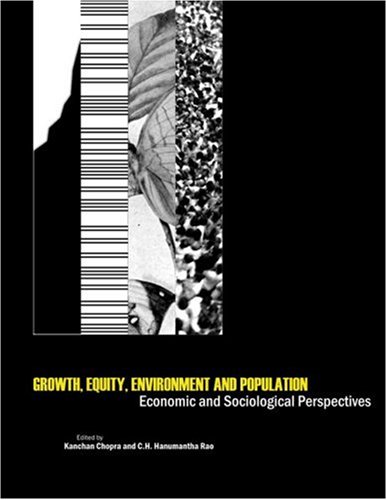 GROWTH, EQUITY, ENVIRONMENT AND POPULATION
Economic and Sociological Perspectives
Edited by
Kanchan Chopra and C.H. Hanumantha Rao